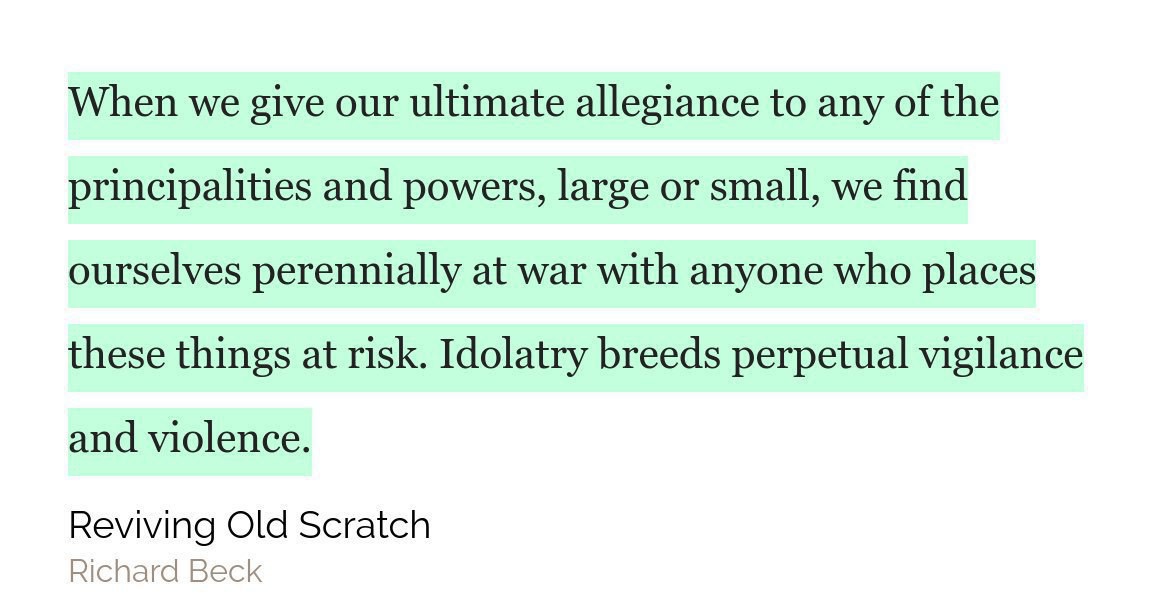 When we give our ultimate allegiance to any of the
principalities and powers, large or small, we find
ourselves perennially at war with anyone who places
these things at risk. Idolatry breeds perpetual vigilance
and violence.
Reviving Old Scratch
Richard Beck